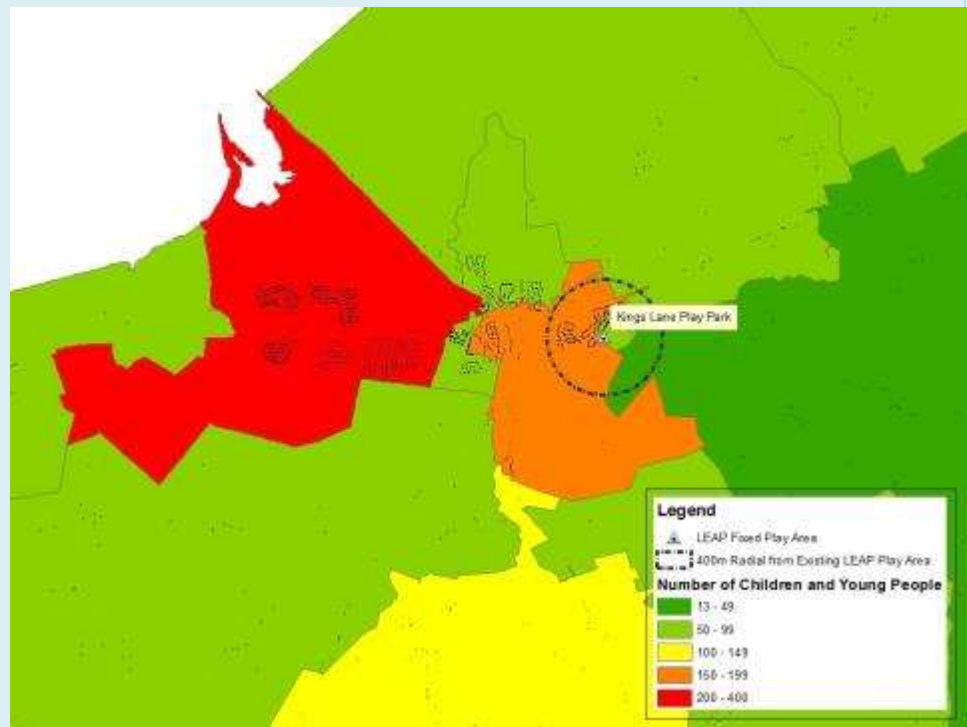 Kings Lane Play Park
Legend
LEAP Fixed Play Area
400m Radial from Existing LEAP Play Area
Number of Children and Young People
13 - 49
50 - 99
100 - 149
150 - 199
200 - 400